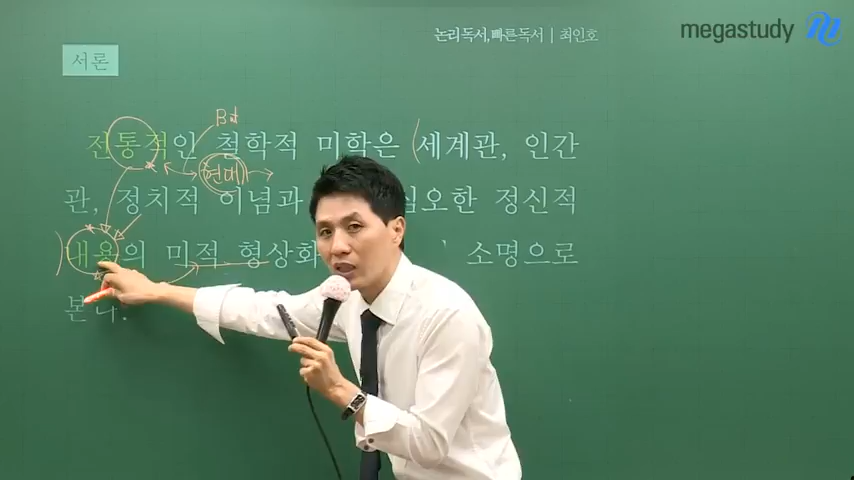 논리독서, 빠른독서 | 최인호
megastudy
서론
But
전통적인 철학적 미학은 (세계관, 인간
현대
관, 정치적 이념과 심오한 정신적
)내용의 미적 형상화 소명으로
본다.